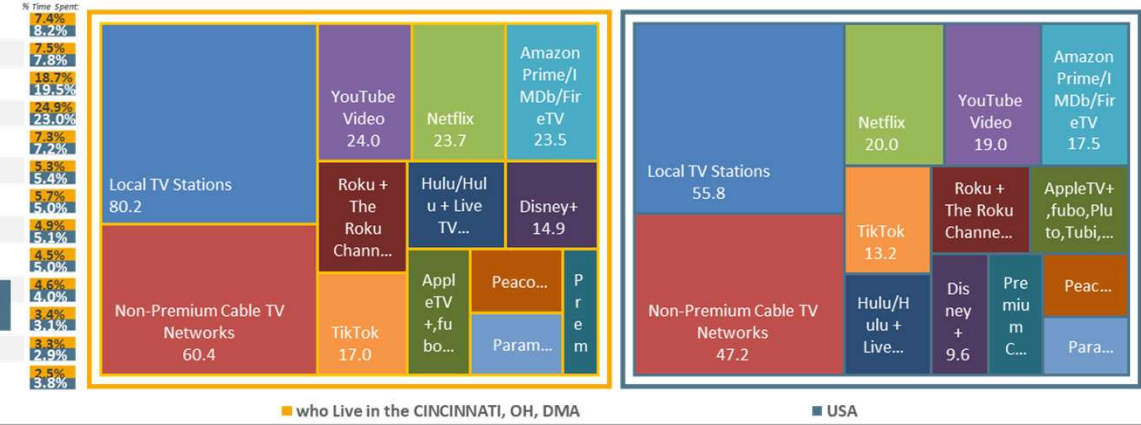 % Time Spent:
7.4%
8.2%
7.5%
7.8%
18.7%
19.5%
24.9%
23.0%
7.3%
7.2%
5.3%
5.4%
5.7%
5.0%
4.9%
5.1%
4.5%
5.0%
4.6%
4.0%
3.4%
3.1%
3.3%
2.9%
2.5%
3.8%
Local TV Stations
80.2
Non-Premium Cable TV
Networks
60.4
YouTube
Video
24.0
Netflix
23.7
Amazon
Prime/I
MDb/Fir
eTV
23.5
Roku +
The
Roku
Chann...
Hulu/Hul
u + Live
TV...
Disney+
14.9
TikTok
17.0
Appl
eTV
+,fu
bo...
Peaco...
Param...
P
r
e
m
Local TV Stations
55.8
Non-Premium Cable TV
Networks
47.2
Netflix
20.0
YouTube
Video
19.0
Amazon
Prime/I
MDb/Fir
eTV
17.5
TikTok
13.2
Roku +
The Roku
Channe...
AppleTV+
,fubo,Plu
to,Tubi,...
Hulu/H
ulu +
Live...
Dis
ney
+
9.6
Pre
miu
m
C...
Peac...
Para...
who Live in the CINCINNATI, OH, DMA
USA